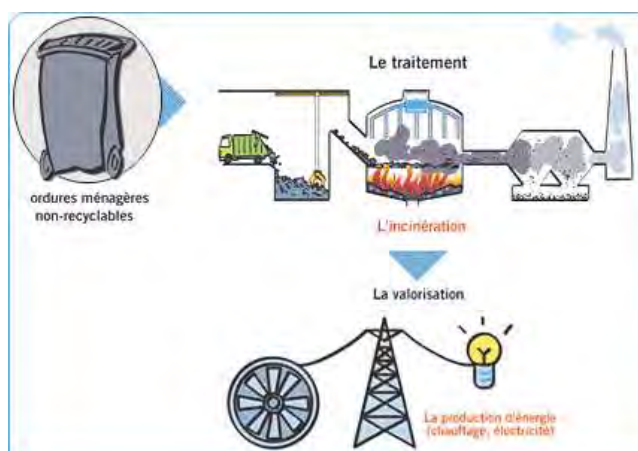 Le traitement
ordures ménagères
non-recyclables
L'incinération
La valorisation
La production d'énergie
(chauffage, électricité)